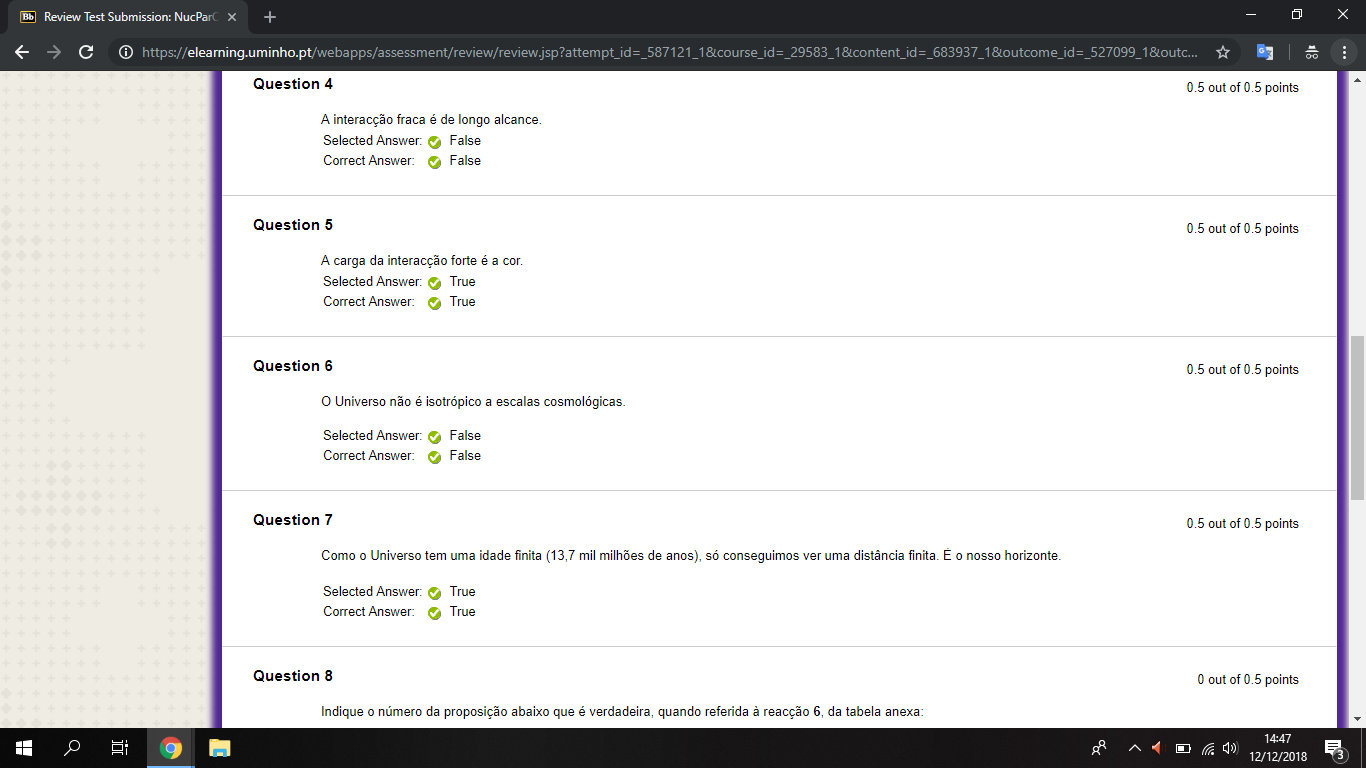 Bb Review Test Submission: NucParC
https://elearning.uminho.pt/webapps/assessment/review/review.jsp?attempt_id=_587121_1&course_id=_29583_1&content_id=_683937_1&outcome_id=_527099_1&outc...
Question 4
0.5 out of 0.5 points
A interacção fraca é de longo alcance.
Selected Answer: False
Correct Answer: False
Question 5
0.5 out of 0.5 points
A carga da interacção forte é a cor.
Selected Answer: True
Correct Answer: True
Question 6
0.5 out of 0.5 points
O Universo não é isotrópico a escalas cosmológicas.
Selected Answer: False
Correct Answer: False
Question 7
0.5 out of 0.5 points
Como o Universo tem uma idade finita (13,7 mil milhões de anos), só conseguimos ver uma distância finita. É o nosso horizonte.
Selected Answer: True
Correct Answer: True
Question 8
0 out of 0.5 points
Indique o número da proposição abaixo que é verdadeira, quando referida à reacção 6, da tabela anexa:
14:47
12/12/2018
3